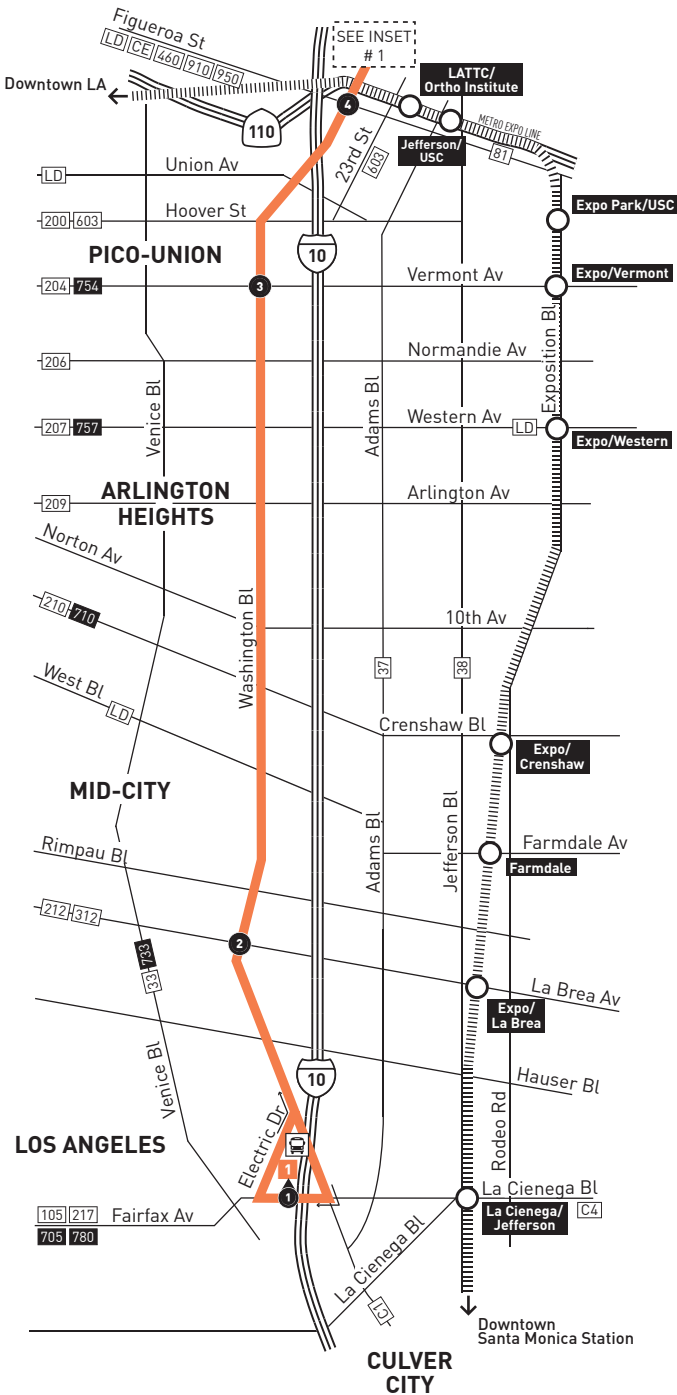 Figueroa St
LD CE 460 910 950
SEE INSET
# 1
Downtown LA
110
4
LATTC/
Ortho Institute
Jefferson/
USC
METRO EXPO LINE
81
23rd St
603
Union Av
LD
Hoover St
200 603
Expo Park/USC
PICO-UNION
10
Vermont Av
204 754
3
Expo/Vermont
Normandie Av
206
Venice Bl
Adams Bl
Exposition Bl
Western Av
207 757
LD
Expo/Western
ARLINGTON
HEIGHTS
Arlington Av
209
Norton Av
10th Av
210 710
Washington Bl
37
38
West Bl
LD
Crenshaw Bl
Expo/
Crenshaw
MID-CITY
Adams Bl
Jefferson Bl
Rimpau Bl
Farmdale Av
Farmdale
212 312
2
733
33
La Brea Av
Expo/
La Brea
Venice Bl
10
Hauser Bl
Electric Dr
Rodeo Rd
LOS ANGELES
1
1
La Cienega Bl
C4
La Cienega/
Jefferson
105 217
Fairfax Av
705 780
La Cienega Bl
C1
Downtown
Santa Monica Station
CULVER
CITY